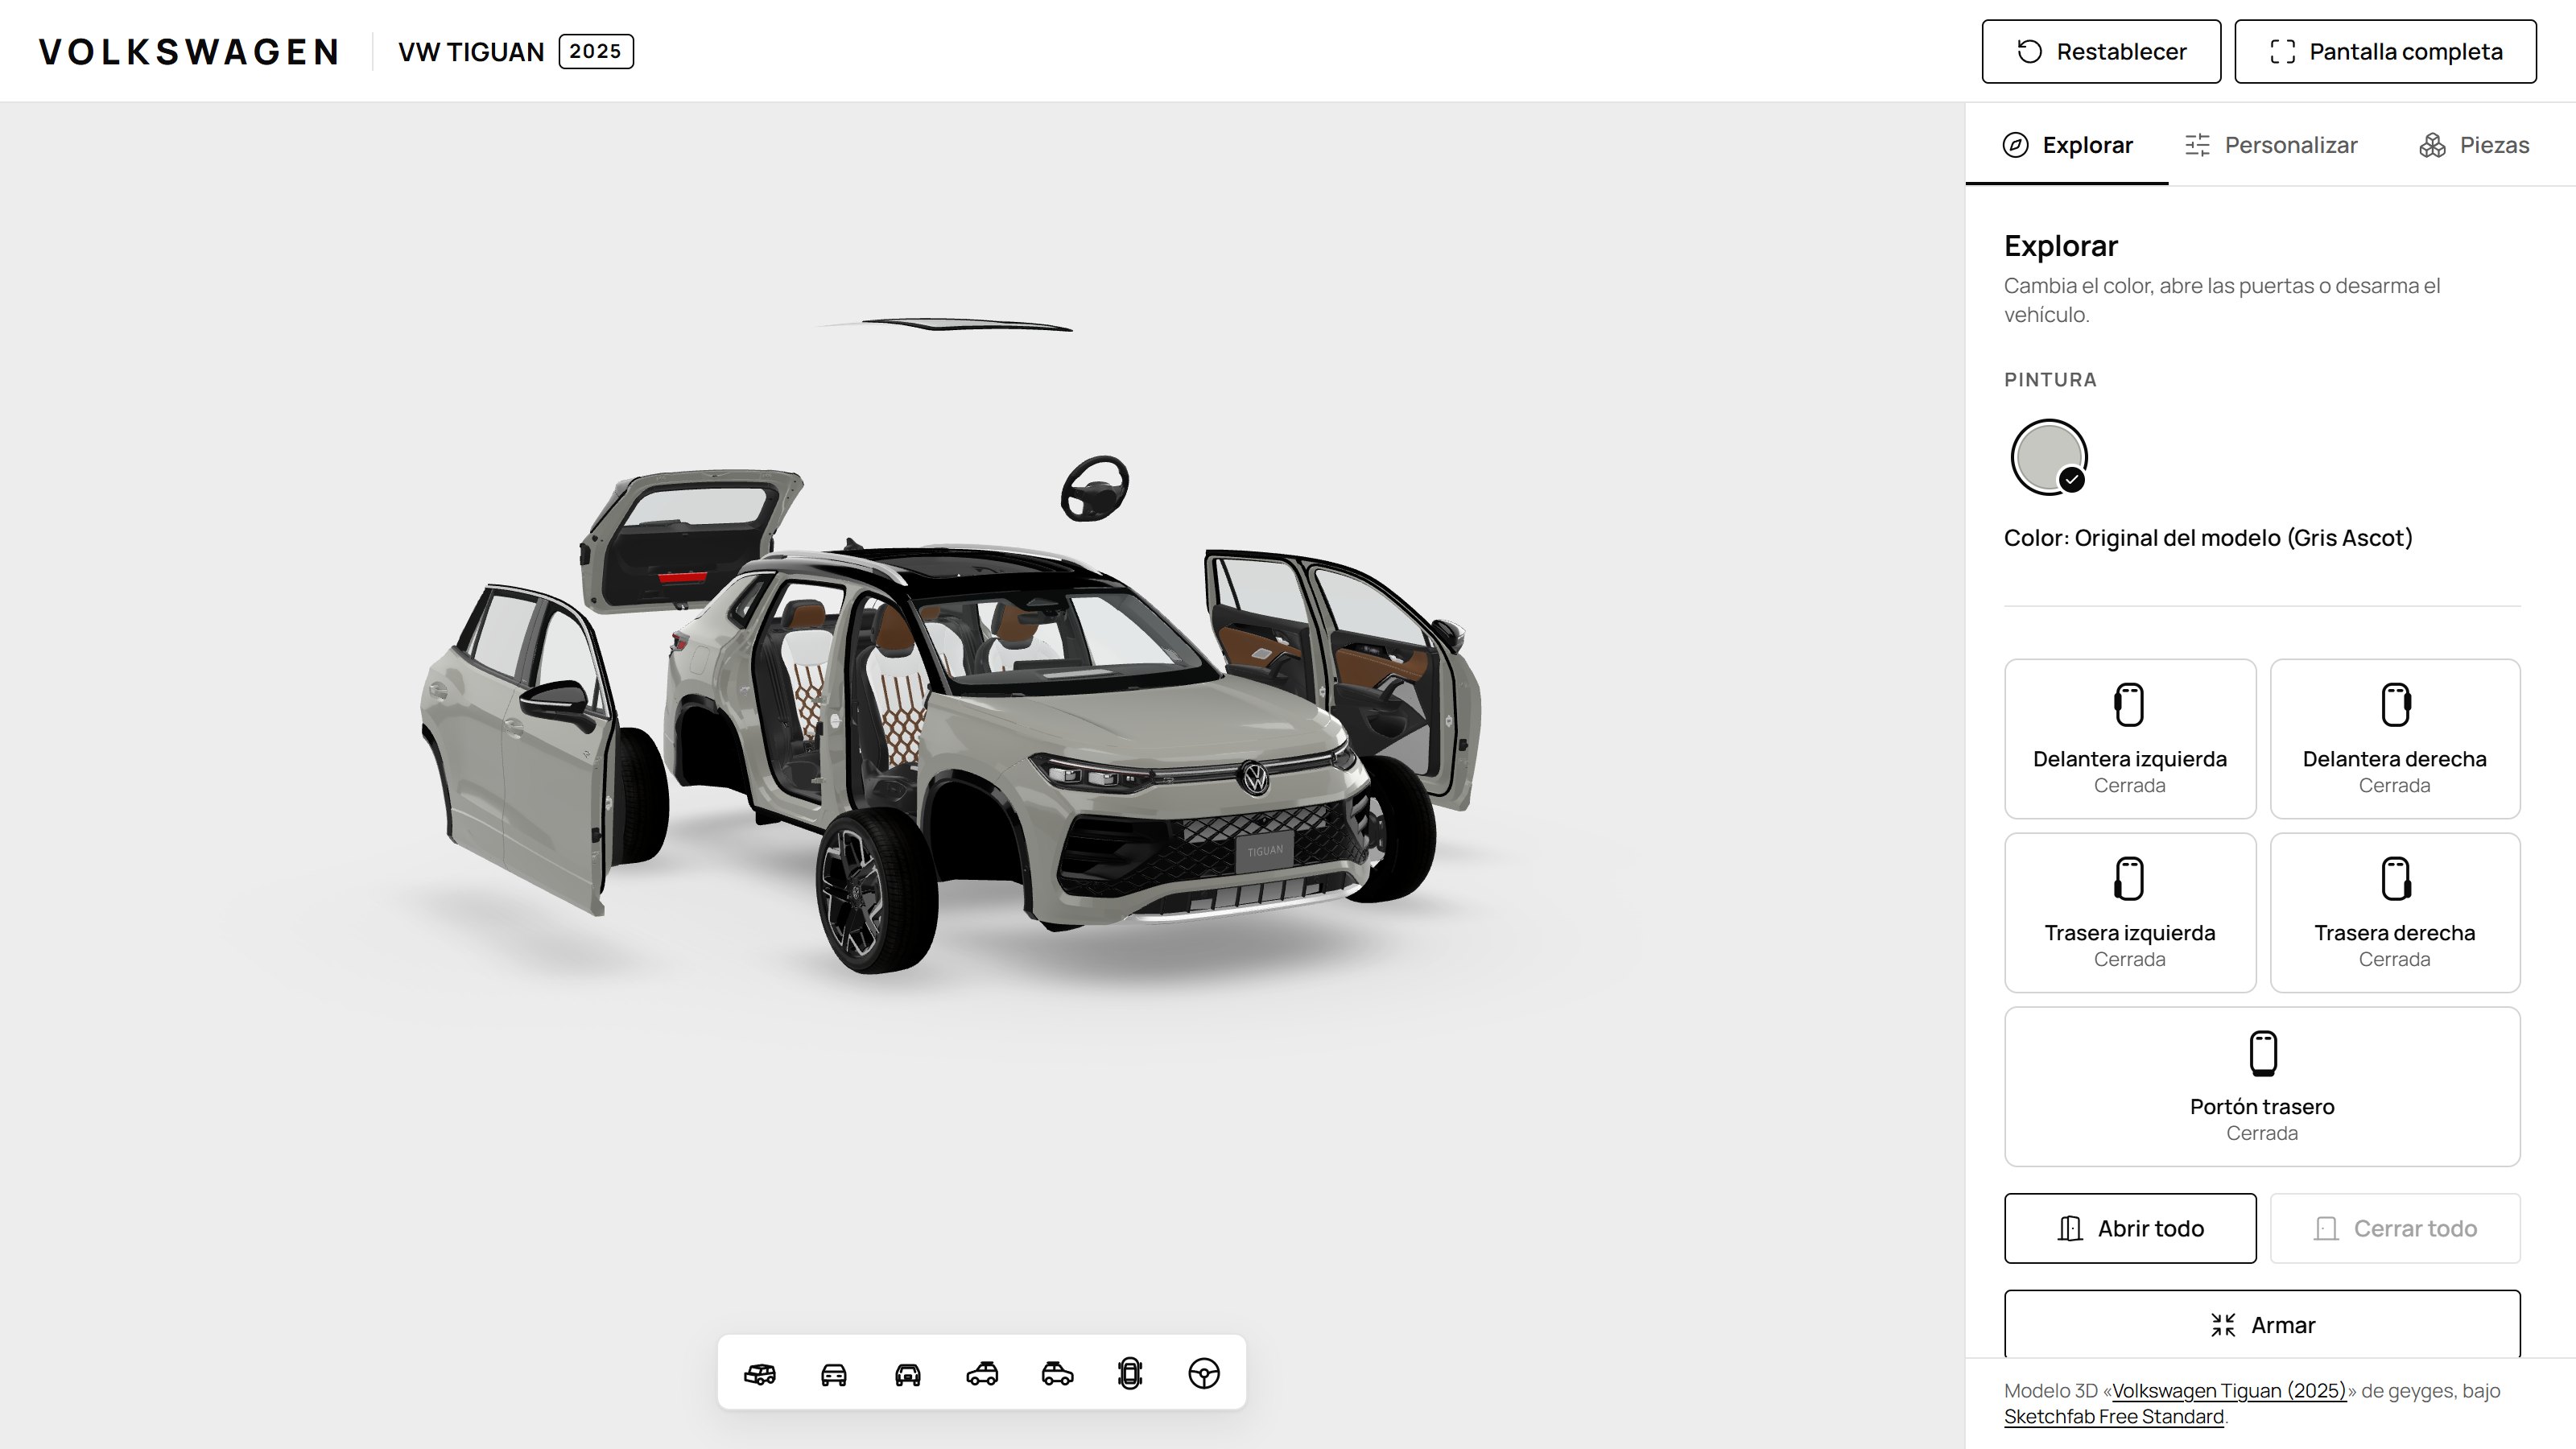 VOLKSWAGEN
VW TIGUAN
2025
Restablecer
Pantalla completa
Explorar
Personalizar
Piezas
Explorar
Cambia el color, abre las puertas o desarma el
vehículo.
PINTURA
Color: Original del modelo (Gris Ascot)
Delantera izquierda
Cerrada
Delantera derecha
Cerrada
Trasera izquierda
Cerrada
Trasera derecha
Cerrada
Portón trasero
Cerrada
Abrir todo
Cerrar todo
Armar
TIGUAN
Modelo 3D «Volkswagen Tiguan (2025)» de geyges, bajo
Sketchfab Free Standard.